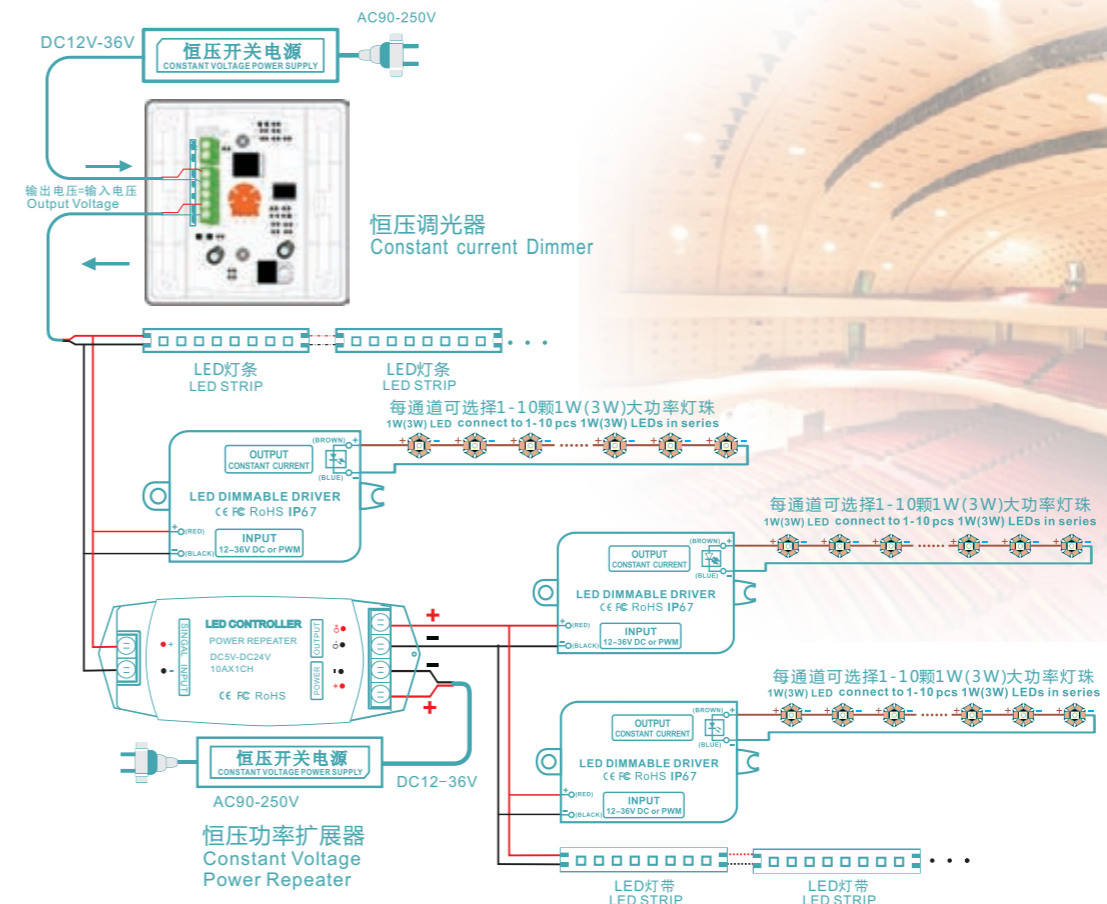 AC90-250V
DC12V-36V
恒压开关电源
CONSTANT VOLTAGE POWER SUPPLY
输出电压=输入电压
Output Voltage
恒压调光器
Constant current Dimmer
LED灯条
LED STRIP
LED灯条
LED STRIP
每通道可选择1-10颗1W(3W)大功率灯珠
1W(3W) LED connect to 1-10 pcs 1W(3W) LEDs in series
(BROWN) +
OUTPUT
CONSTANT CURRENT
(BLUE) -
LED DIMMABLE DRIVER
CE FC RoHS IP67
+ (RED)
INPUT
12-36V DC or PWM
- (BLACK)
每通道可选择1-10颗1W(3W)大功率灯珠
1W(3W) LED connect to 1-10 pcs 1W(3W) LEDs in series
(BROWN) +
OUTPUT
CONSTANT CURRENT
(BLUE) -
LED DIMMABLE DRIVER
CE FC RoHS IP67
+ (RED)
INPUT
12-36V DC or PWM
- (BLACK)
SINGAL INPUT
+
-
LED CONTROLLER
POWER REPEATER
DC5V-DC24V
10AX1CH
CE FC RoHS
OUTPUT
POWER
+
-
-
+
每通道可选择1-10颗1W(3W)大功率灯珠
1W(3W) LED connect to 1-10 pcs 1W(3W) LEDs in series
(BROWN) +
OUTPUT
CONSTANT CURRENT
(BLUE) -
LED DIMMABLE DRIVER
CE FC RoHS IP67
+ (RED)
INPUT
12-36V DC or PWM
- (BLACK)
恒压开关电源
CONSTANT VOLTAGE POWER SUPPLY
DC12-36V
AC90-250V
恒压功率扩展器
Constant Voltage
Power Repeater
LED灯带
LED STRIP
LED灯带
LED STRIP